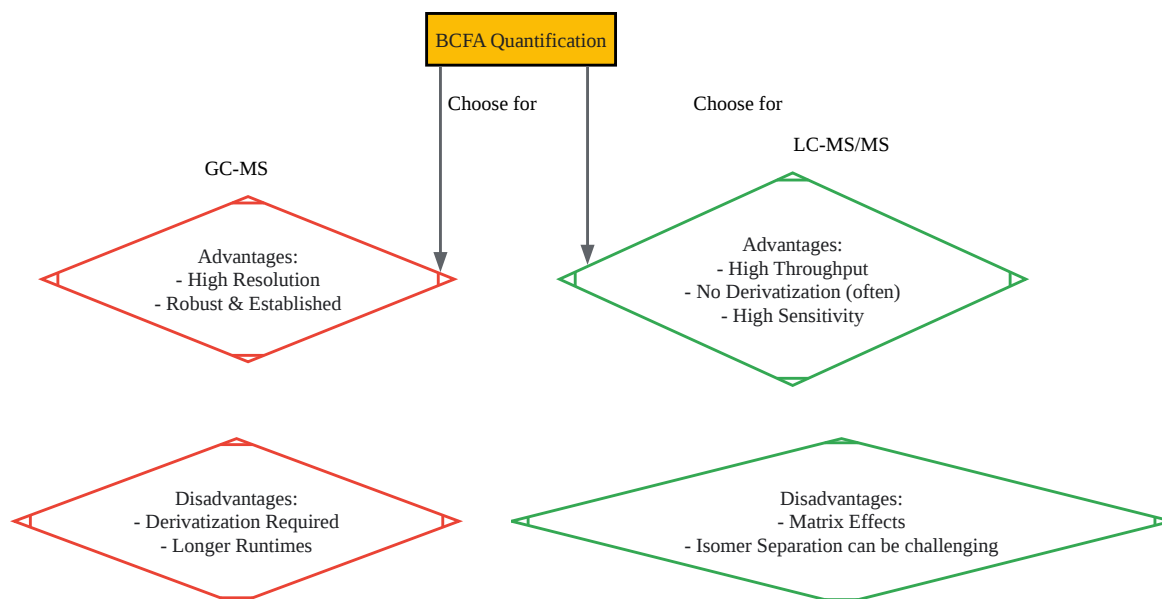 BCFA Quantification
Choose for
Choose for
GC-MS
LC-MS/MS
Advantages:
- High Resolution
- Robust & Established
Advantages:
- High Throughput
- No Derivatization (often)
- High Sensitivity
Disadvantages:
- Derivatization Required
- Longer Runtimes
Disadvantages:
- Matrix Effects
- Isomer Separation can be challenging